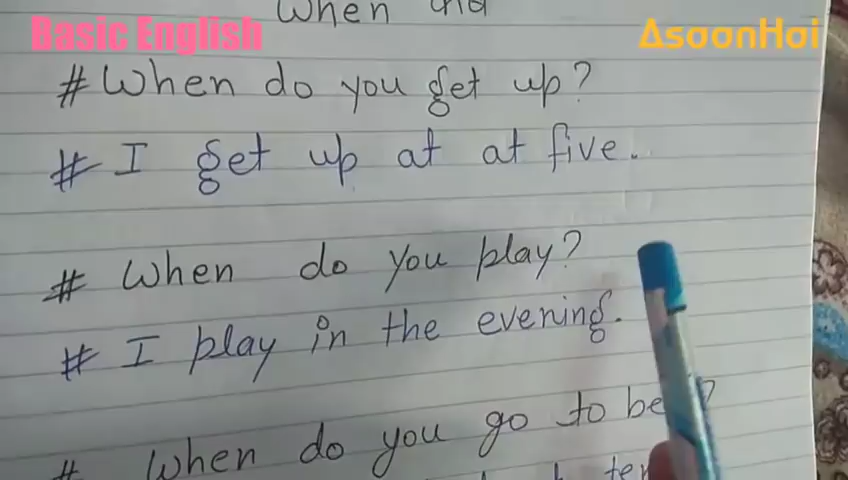 When
Basic English
AsoonHai
# When do you get up?
# I get up at at five.
# When do you play?
# I play in the evening.
# When do you go to be ?